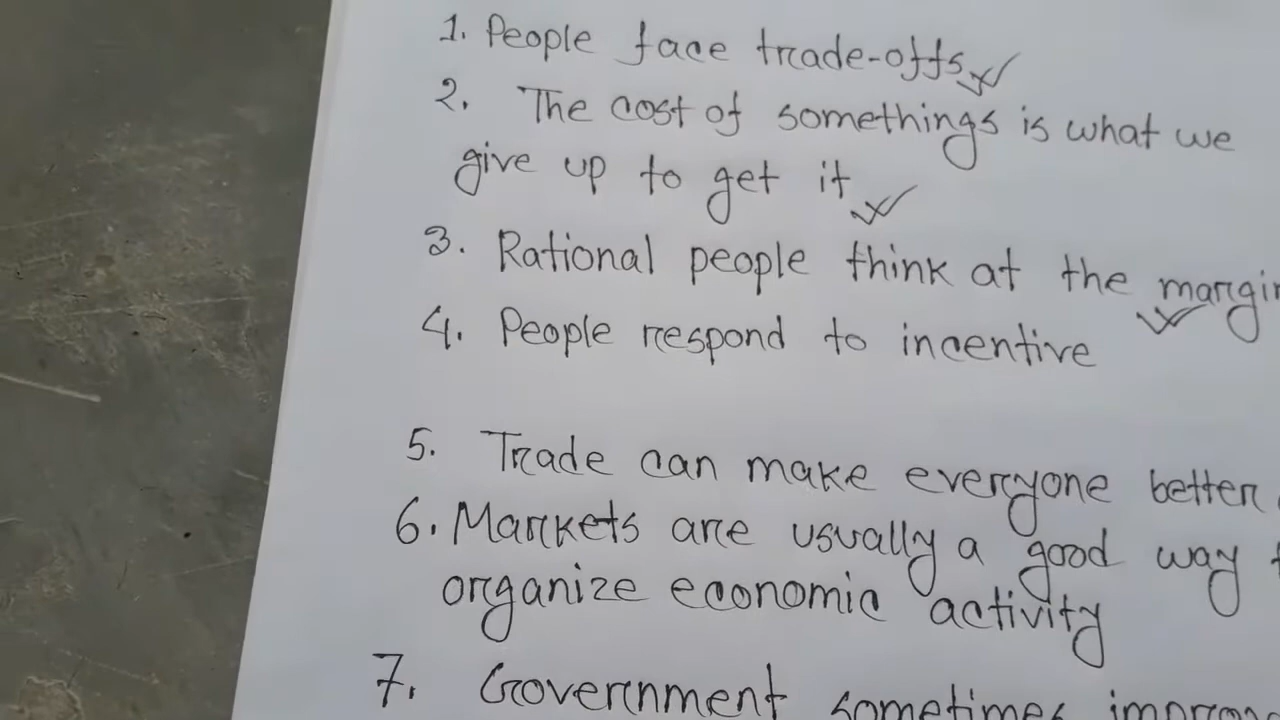 1. People face trade-offs
2. The cost of somethings is what we
give up to get it
3. Rational people think at the margin
4. People respond to incentive
5. Trade can make everyone better
6. Markets are usually a good way
organize economic activity
7. Government sometimes